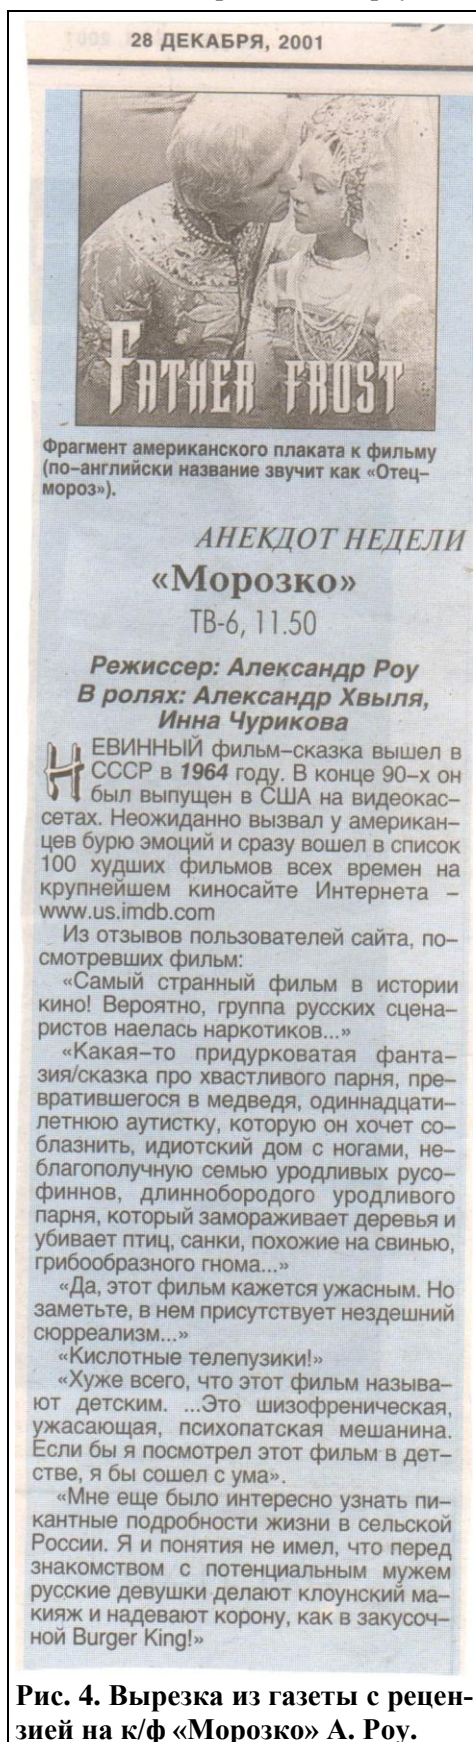 28 ДЕКАБРЯ, 2001
FATHER FROST
Фрагмент американского плаката к фильму
(по–английски название звучит как «Отец–
мороз»).
АНЕКДОТ НЕДЕЛИ
«Морозко»
ТВ-6, 11.50
Режиссер: Александр Роу
В ролях: Александр Хвыля,
Инна Чурикова
НЕВИННЫЙ фильм–сказка вышел в
СССР в 1964 году. В конце 90–х он
был выпущен в США на видеокас–
сетах. Неожиданно вызвал у американ–
цев бурю эмоций и сразу вошел в список
100 худших фильмов всех времен на
крупнейшем киносайте Интернета –
www.us.imdb.com
Из отзывов пользователей сайта, по–
смотревших фильм:
«Самый странный фильм в истории
кино! Вероятно, группа русских сцена–
ристов наелась наркотиков...»
«Какая–то придурковатая фанта–
зия/сказка про хвастливого парня, пре–
вратившегося в медведя, одиннадцати–
летнюю аутистку, которую он хочет со–
блазнить, идиотский дом с ногами, не–
благополучную семью уродливых русо–
финнов, длиннобородого уродливого
парня, который замораживает деревья и
убивает птиц, санки, похожие на свинью,
грибообразного гнома...»
«Да, этот фильм кажется ужасным. Но
заметьте, в нем присутствует нездешний
сюрреализм...»
«Кислотные телепузики!»
«Хуже всего, что этот фильм называ–
ют детским. ...Это шизофреническая,
ужасающая, психопатская мешанина.
Если бы я посмотрел этот фильм в дет–
стве, я бы сошел с ума».
«Мне еще было интересно узнать пи–
кантные подробности жизни в сельской
России. Я и понятия не имел, что перед
знакомством с потенциальным мужем
русские девушки делают клоунский ма–
кияж и надевают корону, как в закусоч–
ной Burger King!»
Рис. 4. Вырезка из газеты с рецен-
зией на к/ф «Морозко» А. Роу.